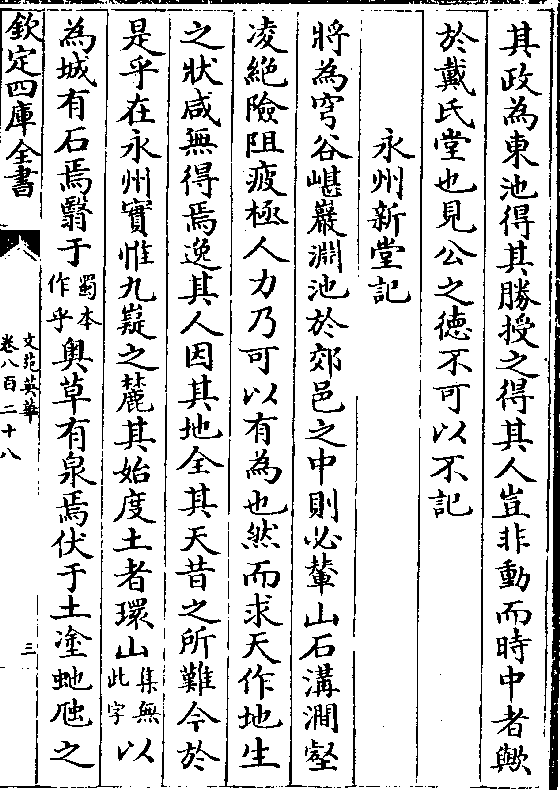 其政為東池得其勝授之得其人豈非動而時中者歟
於戴氏堂也見公之德不可以不記
永州新堂記
將為穹谷嵁巖淵池於郊邑之中則必輦山石溝澗壑
凌絶險阻疲極人力乃可以有為也然而求天作地生
之狀咸無得焉逸其人因其地全其天昔之所難今於
是乎在永州實惟九嶷之麓其始度土者環山集無此字以
為城有石焉翳于蜀本作乎奥草有泉焉伏于土塗虵虺之
欽定四庫全書
文苑英華
卷八百二十八
三